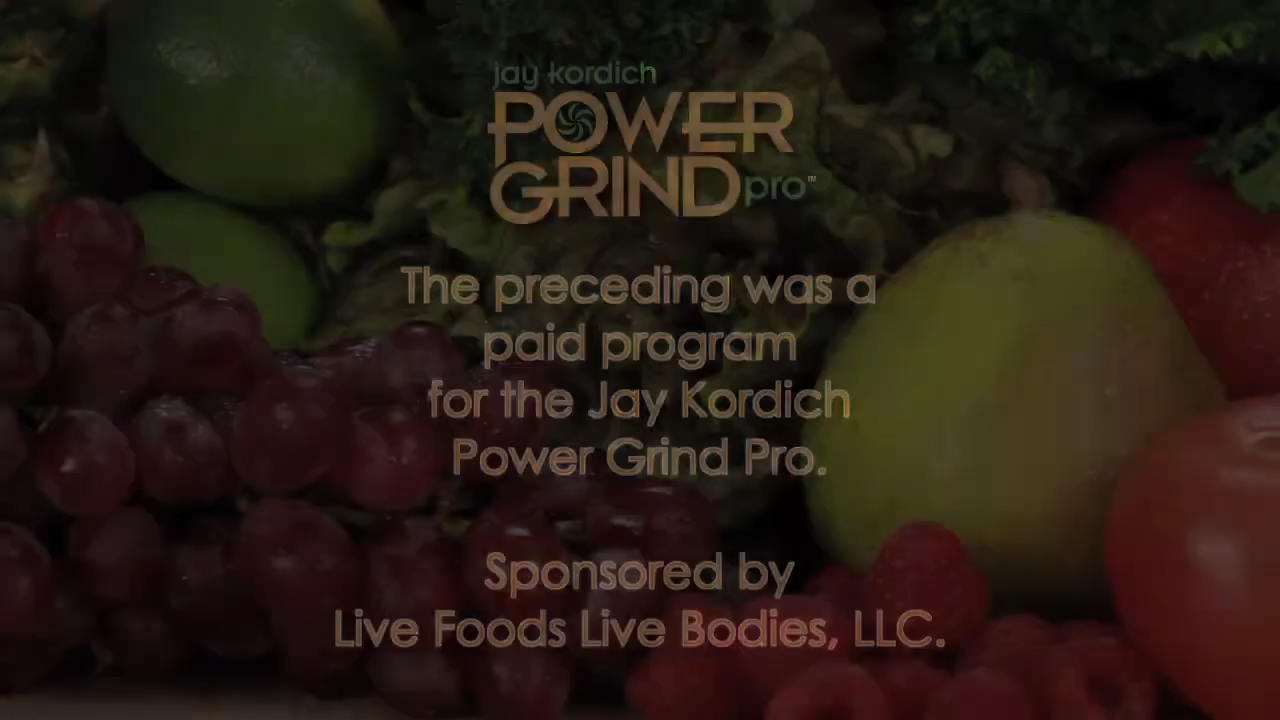 jay kordich
POWER
GRIND pro™
The preceding was a
paid program
for the Jay Kordich
Power Grind Pro.
Sponsored by
Live Foods Live Bodies, LLC.